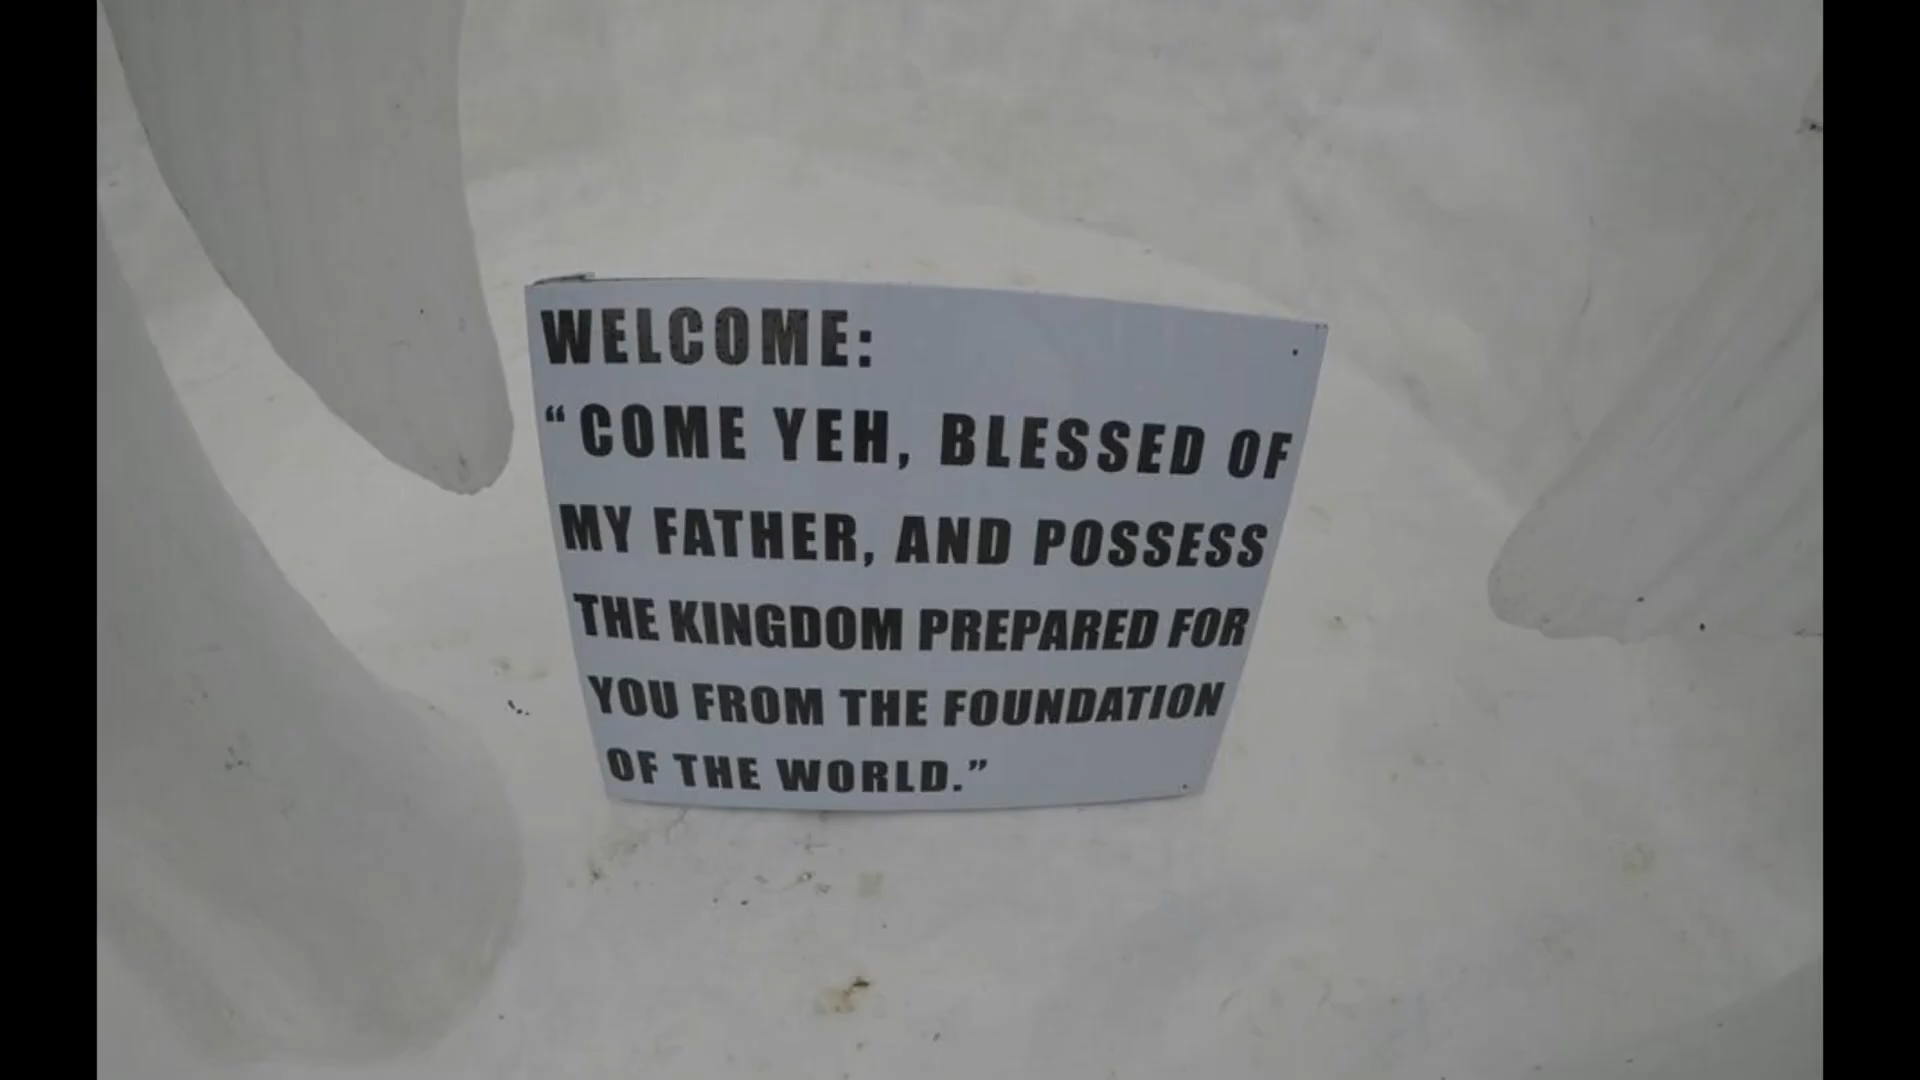 WELCOME:
“COME YEH, BLESSED OF
MY FATHER, AND POSSESS
THE KINGDOM PREPARED FOR
YOU FROM THE FOUNDATION
OF THE WORLD.”